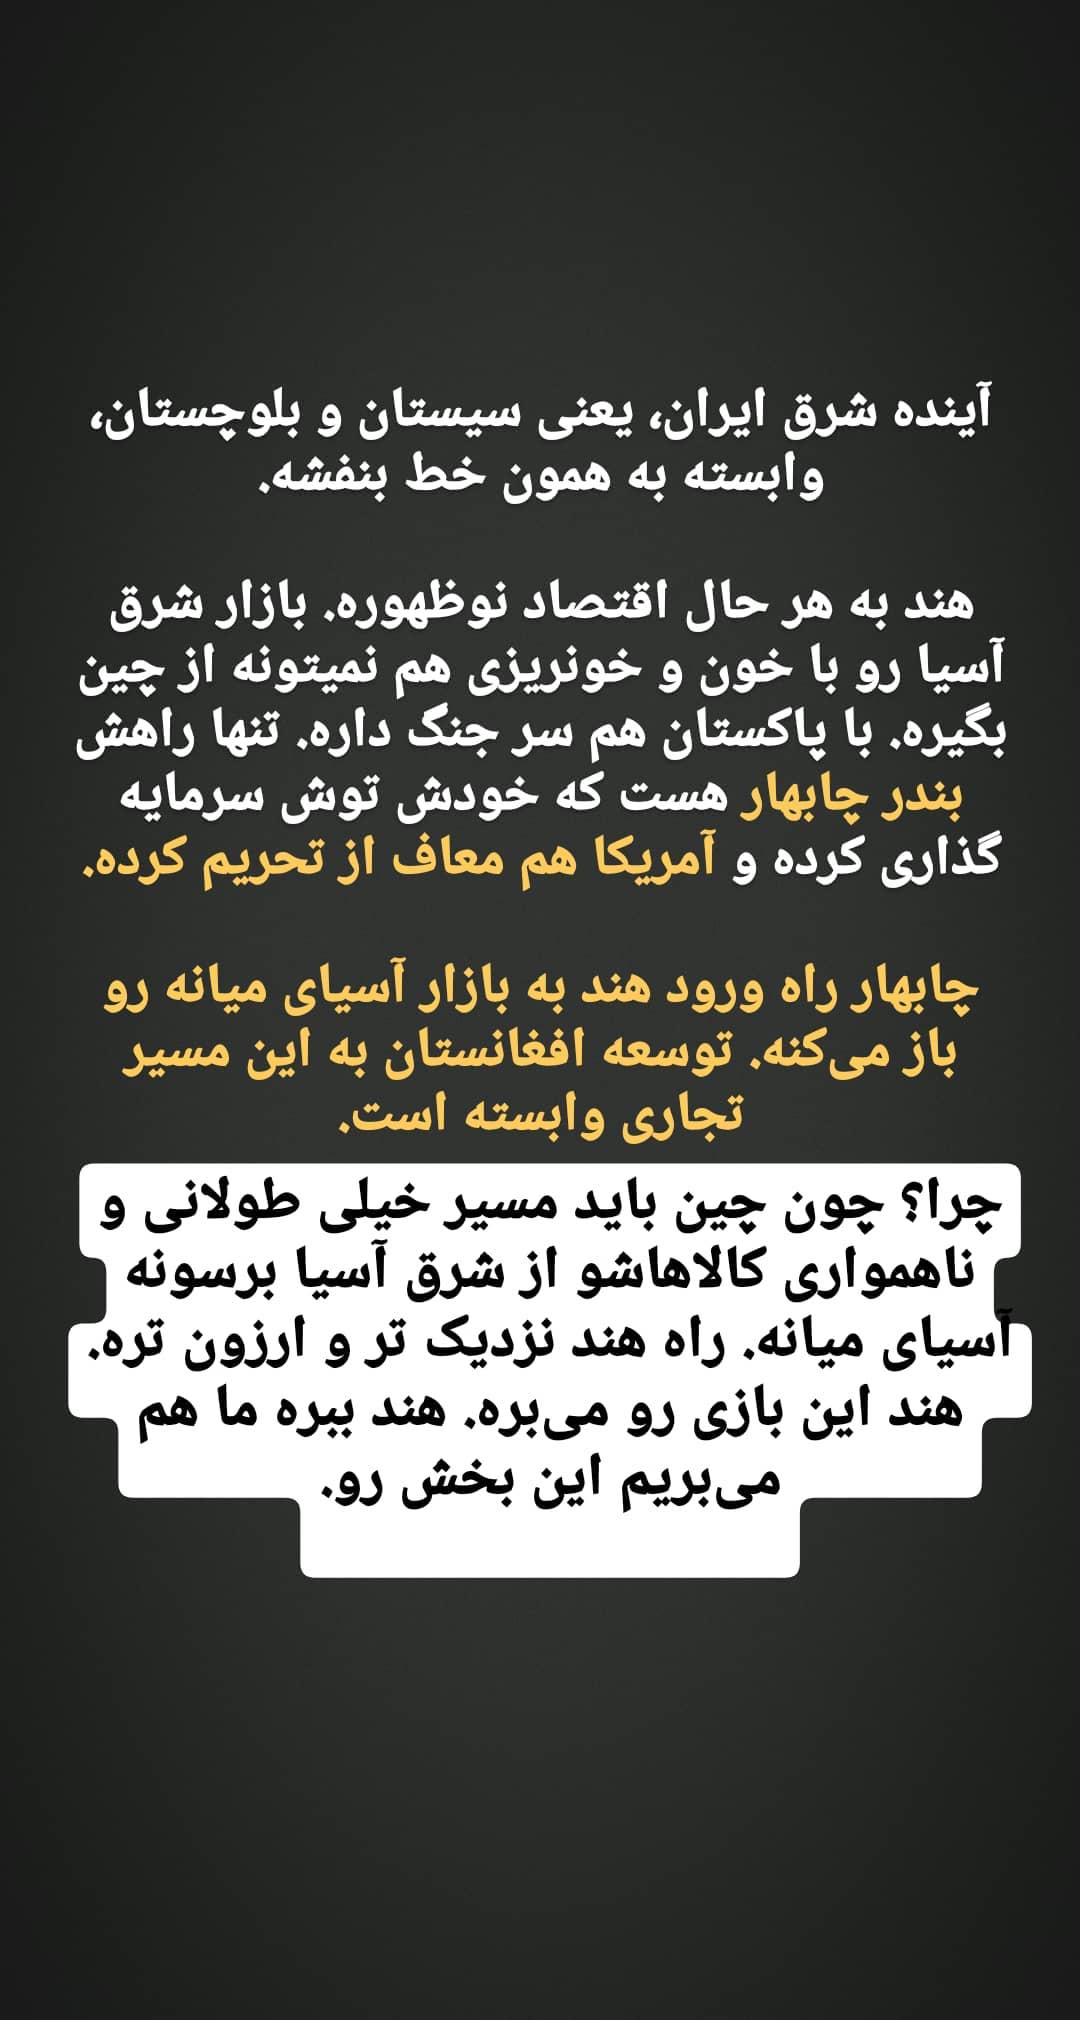 آینده شرق ایران، یعنی سیستان و بلوچستان،
وابسته به همون خط بنفشه.
هند به هر حال اقتصاد نوظهوره. بازار شرق
آسیا رو با خون و خونریزی هم نمیتونه از چین
بگیره. با پاکستان هم سر جنگ داره. تنها راهش
بندر چابهار هست که خودش توش سرمایه
گذاری کرده و آمریکا هم معاف از تحریم کرده.
چابهار راه ورود هند به بازار آسیای میانه رو
باز می‌کنه. توسعه افغانستان به این مسیر
تجاری وابسته است.
چرا؟ چون چین باید مسیر خیلی طولانی و
ناهمواری کالاهاشو از شرق آسیا برسونه
آسیای میانه. راه هند نزدیک تر و ارزون تره.
هند این بازی رو می‌بره. هند ببره ما هم
می‌بریم این بخش رو.